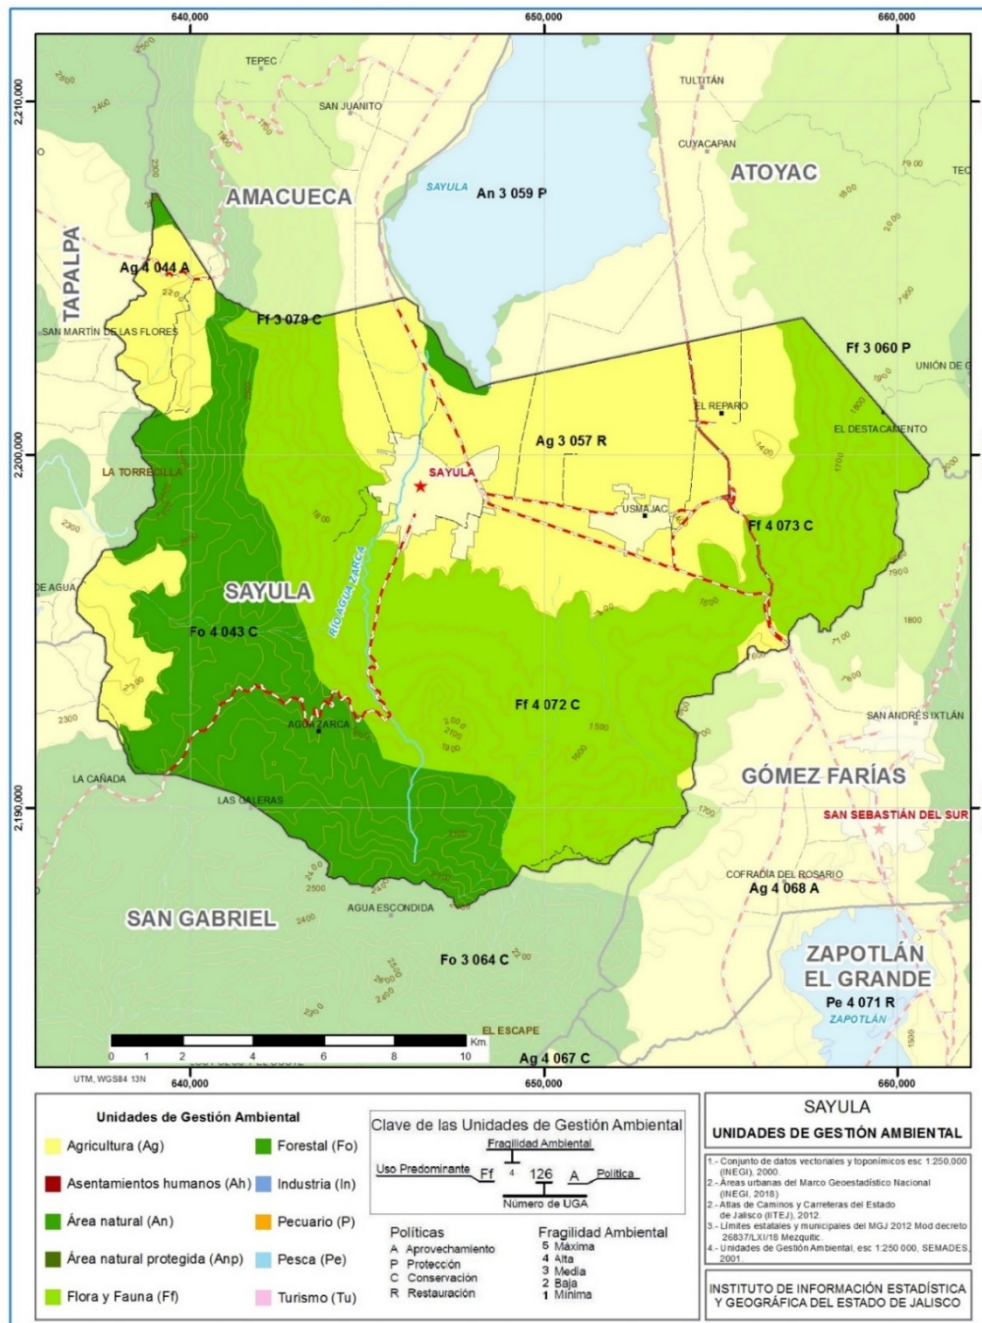 640,000
650,000
660,000
2,210,000
2,200,000
2,190,000
TEPEC
SAN JUANITO
TULTITÁN
CUYACAPAN
AMACUECA
SAYULA
An 3 059 P
ATOYAC
TAPALPA
Ag 4 044 A
SAN MARTÍN DE LAS FLORES
Ff 3 079 C
Ff 3 060 P
EL REPARO
EL DESTACAMENTO
Ag 3 057 R
LA TORRECILLA
SAYULA
USMAJAC
Ff 4 073 C
DE AGUA
SAYULA
RÍO AGUA ZARCA
Fo 4 043 C
Ff 4 072 C
AGUA ZARCA
SAN ANDRÉS IXTLÁN
LA CAÑADA
GÓMEZ FARÍAS
LAS GALERAS
SAN SEBASTIÁN DEL SUR
COFRADÍA DEL ROSARIO
Ag 4 068 A
SAN GABRIEL
AGUA ESCONDIDA
Fo 3 064 C
ZAPOTLÁN
EL GRANDE
Pe 4 071 R
ZAPOTLÁN
EL ESCAPE
Ag 4 067 C
0 1 2 4 6 8 10 Km
UTM, WGS84 13N
640,000
650,000
660,000
Unidades de Gestión Ambiental
Agricultura (Ag)
Asentamientos humanos (Ah)
Área natural (An)
Área natural protegida (Anp)
Flora y Fauna (Ff)
Forestal (Fo)
Industria (In)
Pecuario (P)
Pesca (Pe)
Turismo (Tu)
Clave de las Unidades de Gestión Ambiental
Fragilidad Ambiental
Uso Predominante Ff 4 126 A Política
Número de UGA
Políticas
A Aprovechamiento
P Protección
C Conservación
R Restauración
Fragilidad Ambiental
5 Máxima
4 Alta
3 Media
2 Baja
1 Mínima
SAYULA
UNIDADES DE GESTIÓN AMBIENTAL
1.- Conjunto de datos vectoriales y toponímicos esc 1:250,000
(INEGI), 2000.
2.- Áreas urbanas del Marco Geoestadístico Nacional
(INEGI, 2018)
2.- Atlas de Caminos y Carreteras del Estado
de Jalisco (IITEJ), 2012.
3.- Límites estatales y municipales del MGJ 2012 Mod decreto
26837/LXI/18 Mezquitic.
4.- Unidades de Gestión Ambiental, esc 1:250 000, SEMADES,
2001.
INSTITUTO DE INFORMACIÓN ESTADÍSTICA
Y GEOGRÁFICA DEL ESTADO DE JALISCO